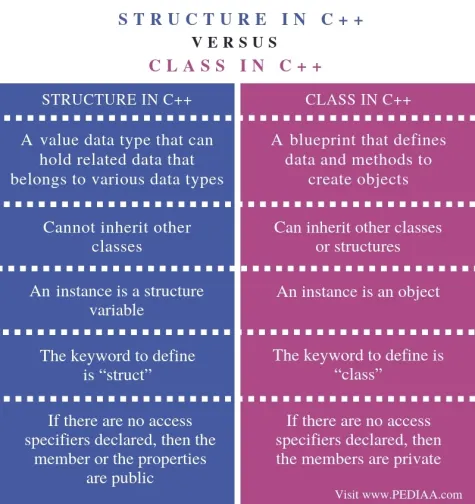 STRUCTURE IN C++
VERSUS
CLASS IN C++
STRUCTURE IN C++
A value data type that can
hold related data that
belongs to various data types
Cannot inherit other
classes
An instance is a structure
variable
The keyword to define
is “struct”
If there are no access
specifiers declared, then the
member or the properties
are public
CLASS IN C++
A blueprint that defines
data and methods to
create objects
Can inherit other classes
or structures
An instance is an object
The keyword to define is
“class”
If there are no access
specifiers declared, then
the members are private
Visit www.PEDIAA.com